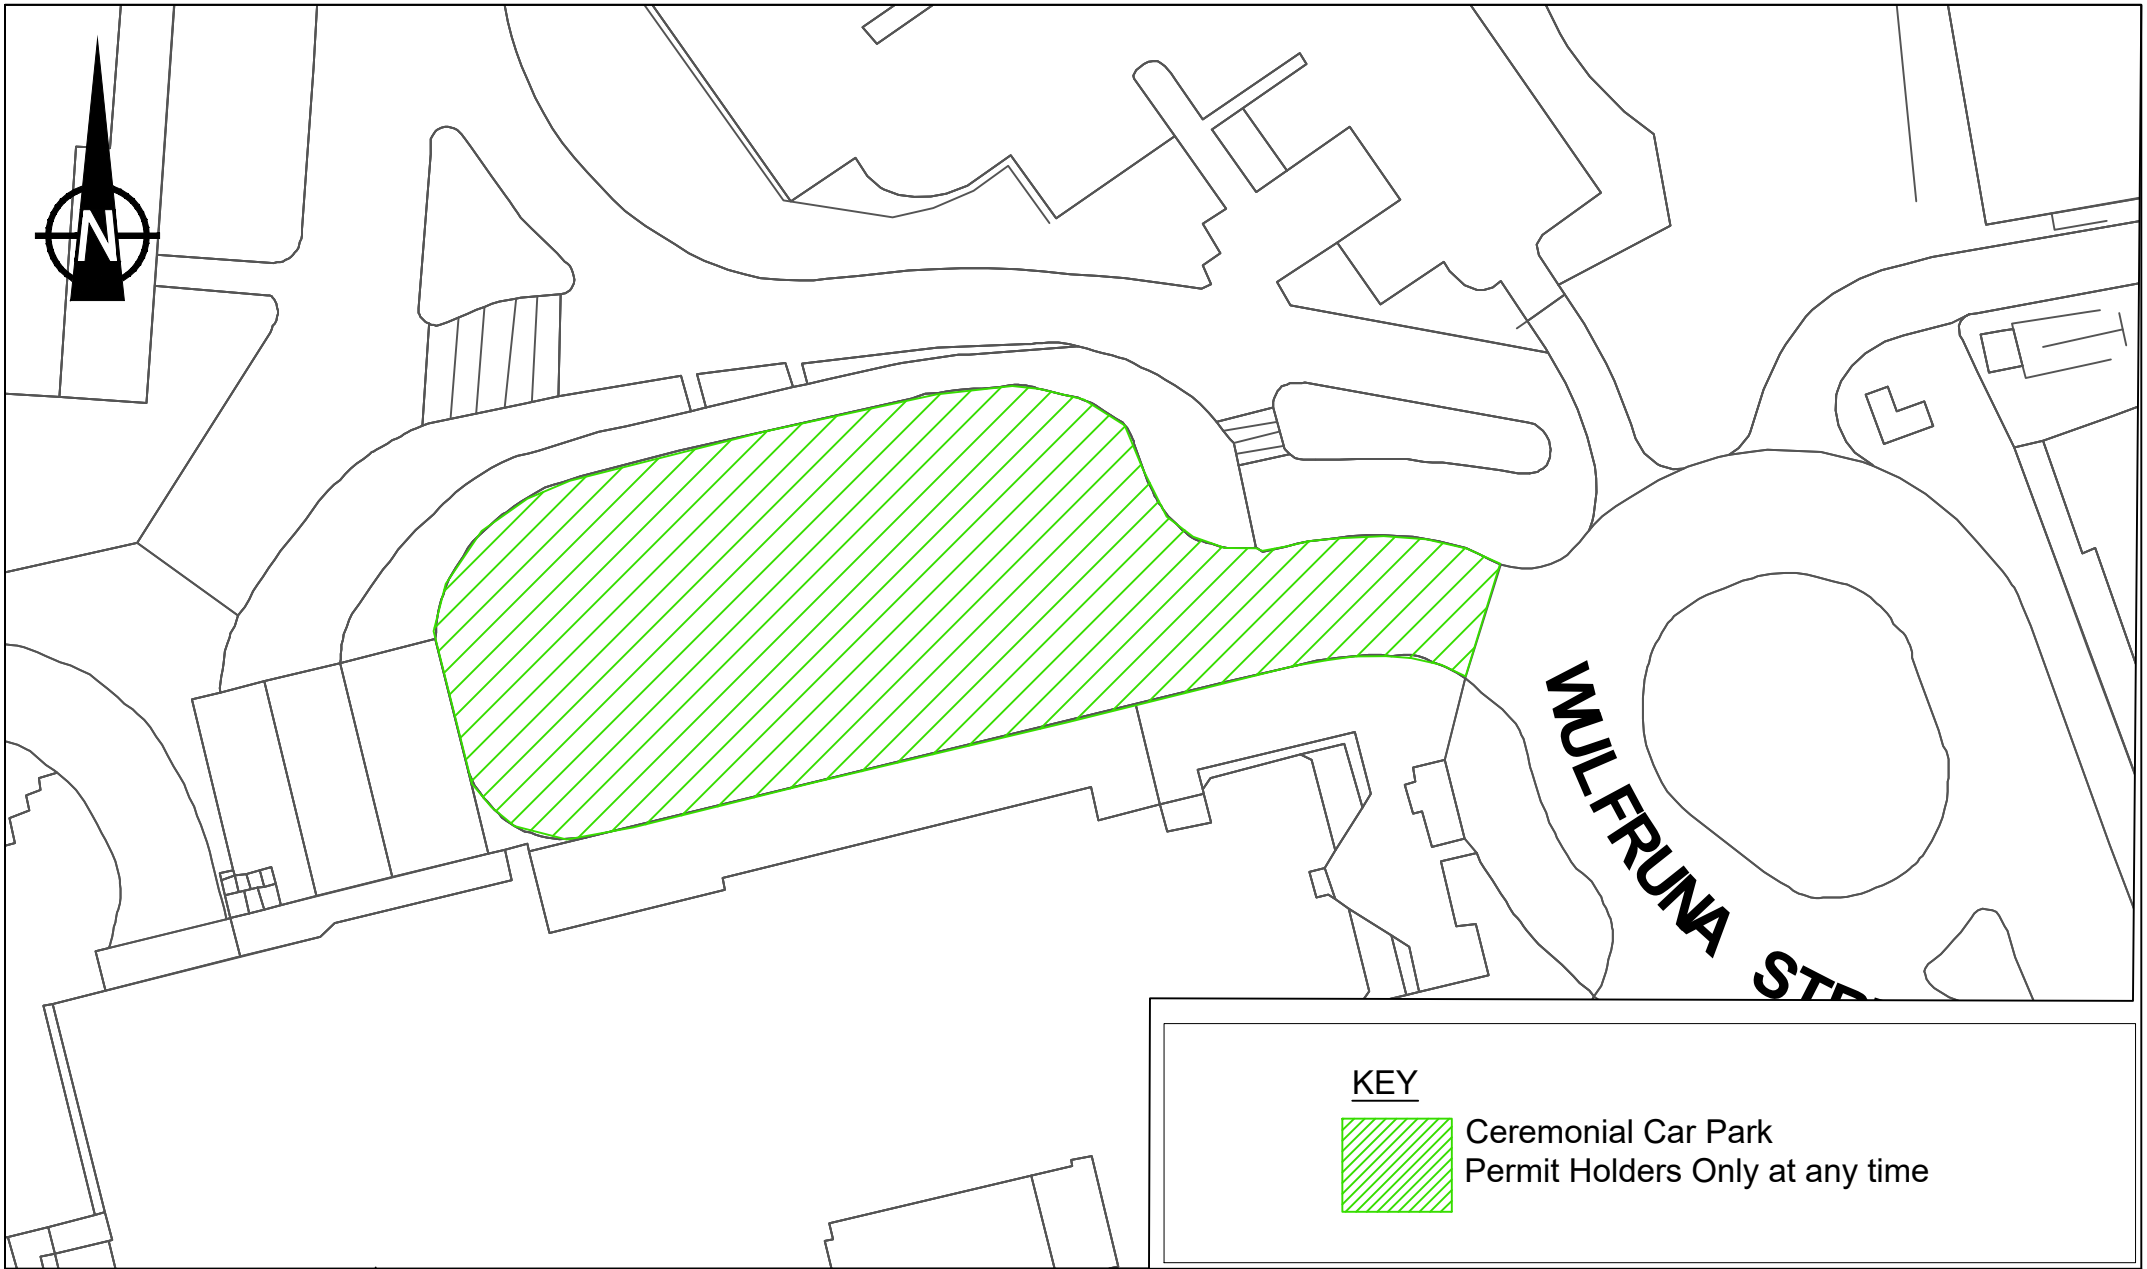 N
WULFRUNA
KEY
Ceremonial Car Park
Permit Holders Only at any time